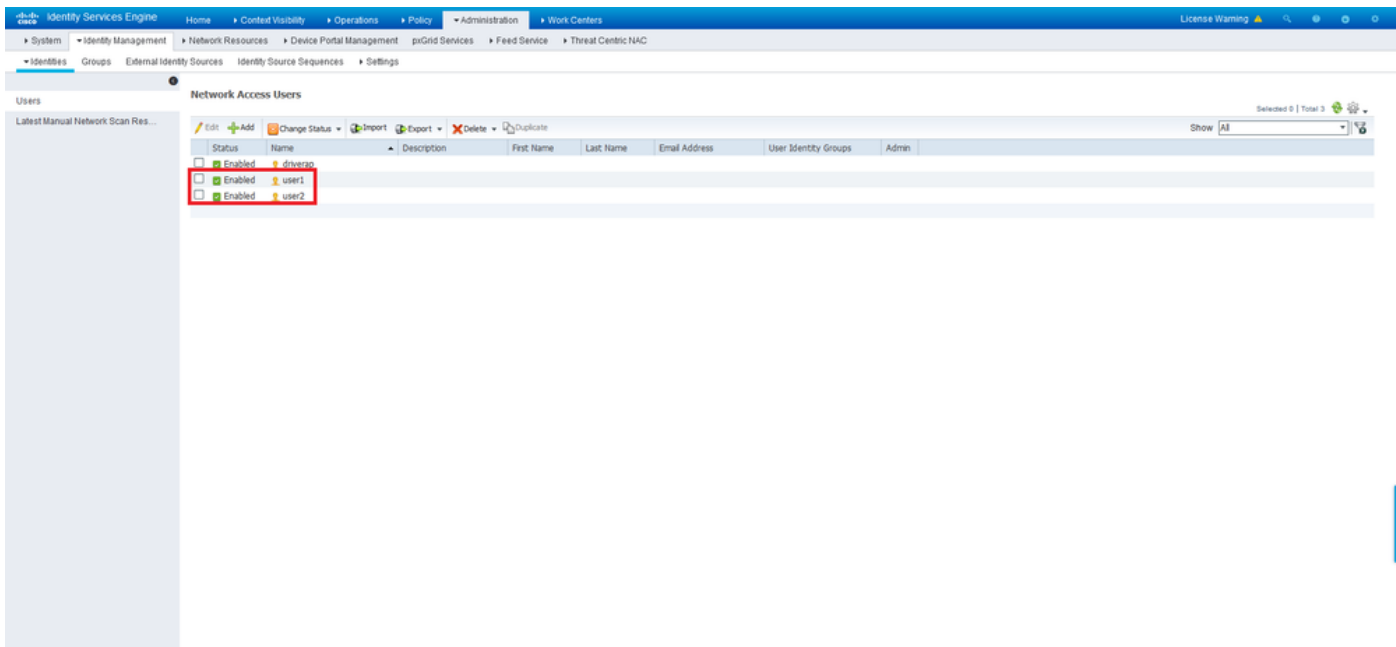 cisco Identity Services Engine Home Context Visibility Operations Policy Administration Work Centers License Warning
System Identity Management Network Resources Device Portal Management pxGrid Services Feed Service Threat Centric NAC
Identities Groups External Identity Sources Identity Source Sequences Settings
Users
Latest Manual Network Scan Res...
Network Access Users
Selected 0 | Total 3
Edit Add Change Status Import Export Delete Duplicate Show All
Status Name Description First Name Last Name Email Address User Identity Groups Admin
Enabled driverap
Enabled user1
Enabled user2